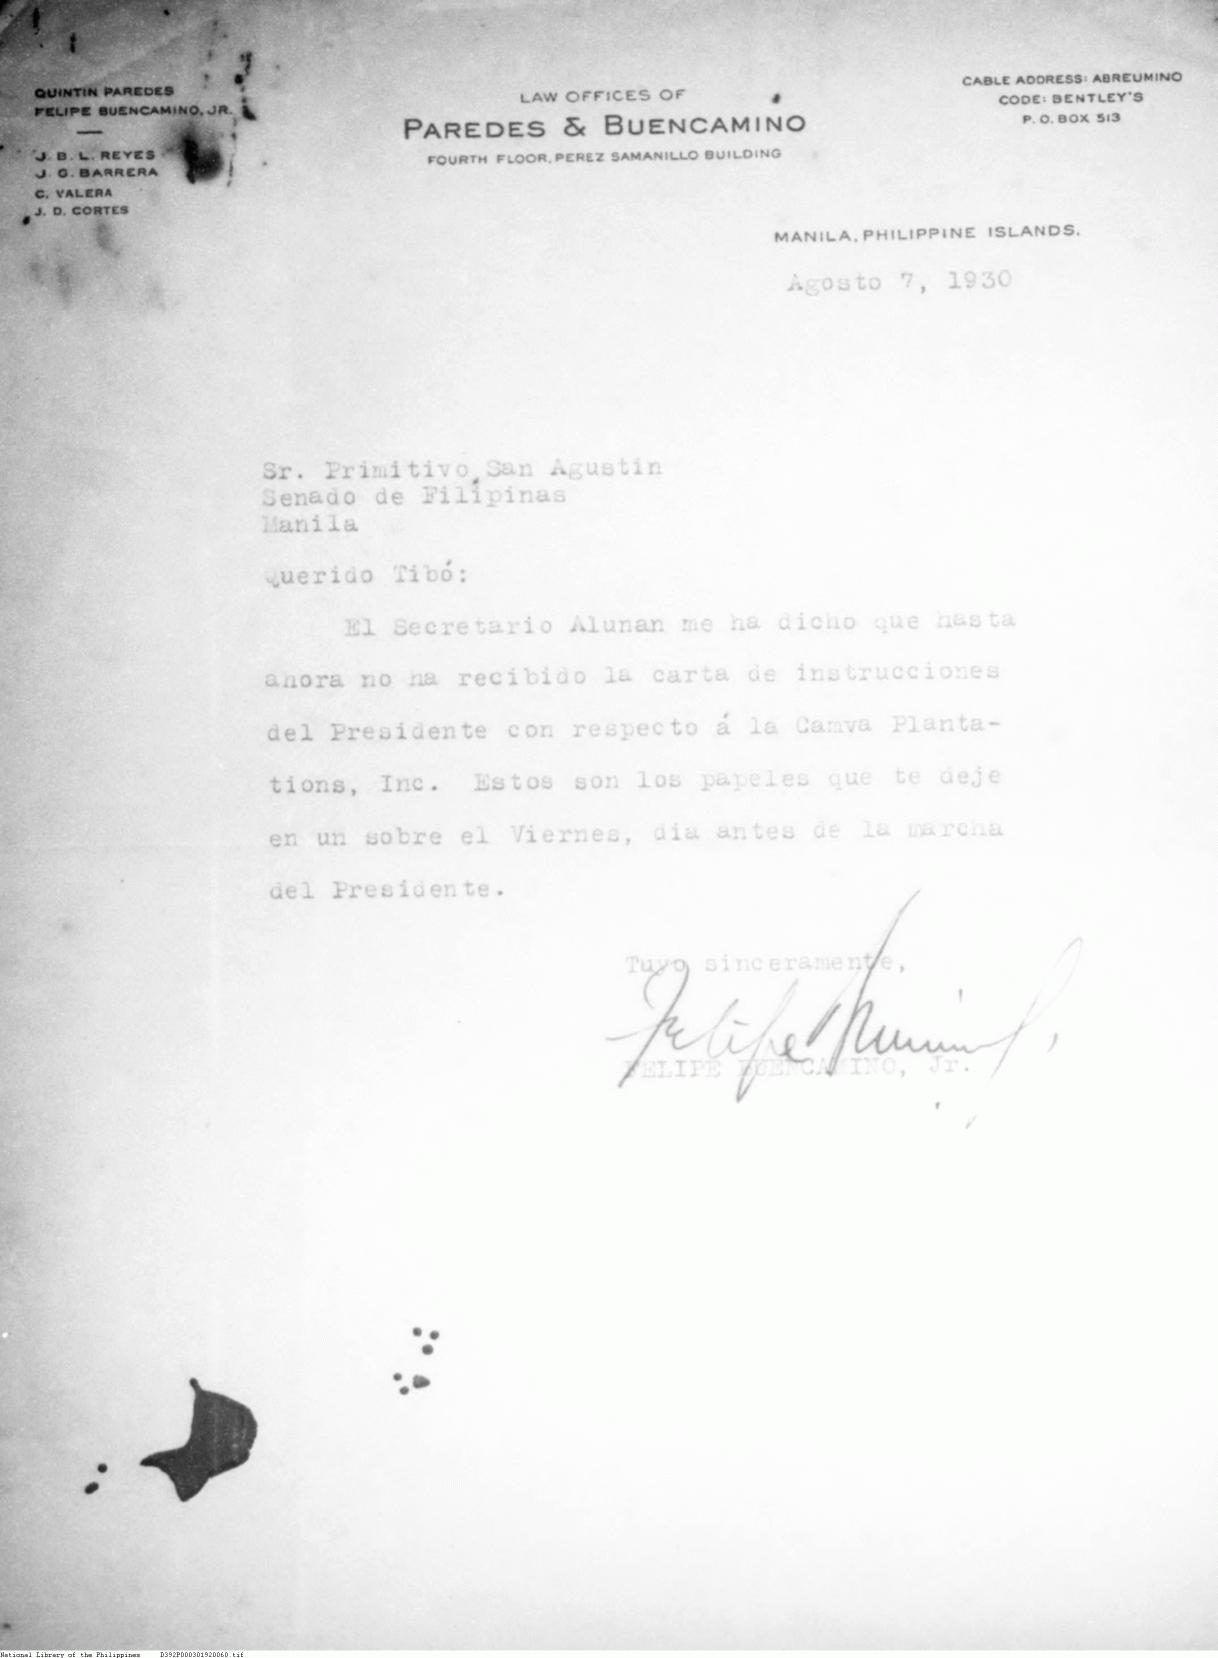 QUINTIN PAREDES
FELIPE BUENCAMINO, JR.
J. B. L. REYES
J. G. BARRERA
C. VALERA
J. D. CORTES
LAW OFFICES OF
PAREDES & BUENCAMINO
FOURTH FLOOR, PEREZ SAMANILLO BUILDING
CABLE ADDRESS: ABREUMINO
CODE: BENTLEY'S
P. O. BOX 513
MANILA, PHILIPPINE ISLANDS.
Agosto 7, 1930
Sr. Primitivo San Agustin
Senado de Filipinas
Manila
Querido Tibó:
El Secretario Alunan me ha dicho que hasta
ahora no ha recibido la carta de instrucciones
del Presidente con respecto á la Camva Planta-
tions, Inc. Estos son los papeles que te deje
en un sobre el Viernes, dia antes de la marcha
del Presidente.
Tuyo sinceramente,
Felipe Buencamino Jr.
FELIPE BUENCAMINO, Jr.
National Library of the Philippines D392P000301920060.tif